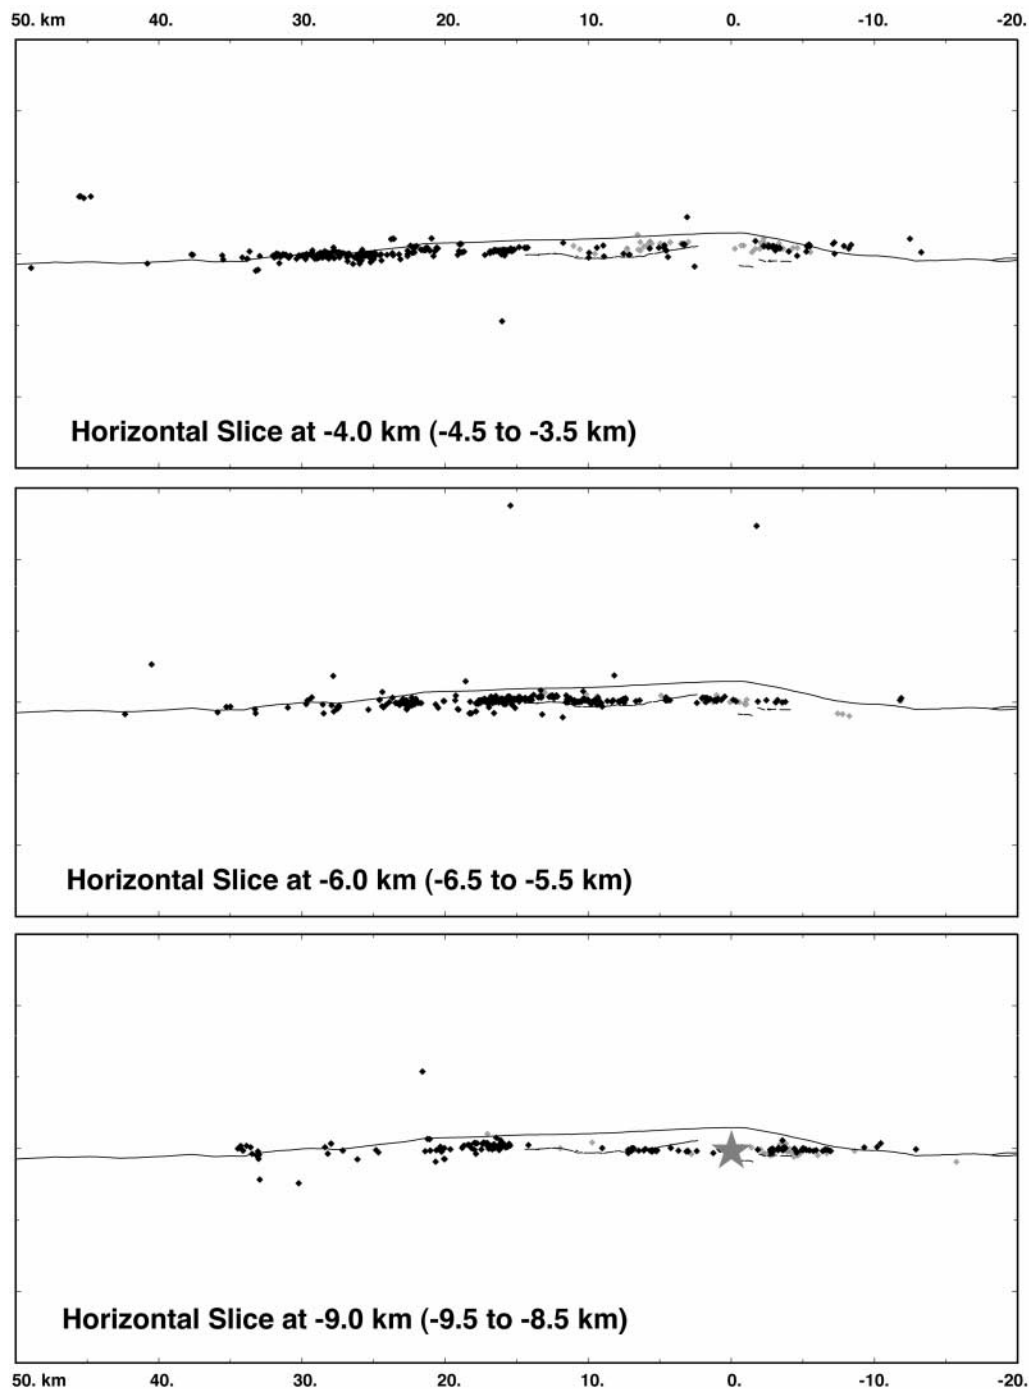 50. km 40. 30. 20. 10. 0. -10. -20.
Horizontal Slice at -4.0 km (-4.5 to -3.5 km)
Horizontal Slice at -6.0 km (-6.5 to -5.5 km)
Horizontal Slice at -9.0 km (-9.5 to -8.5 km)
50. km 40. 30. 20. 10. 0. -10. -20.